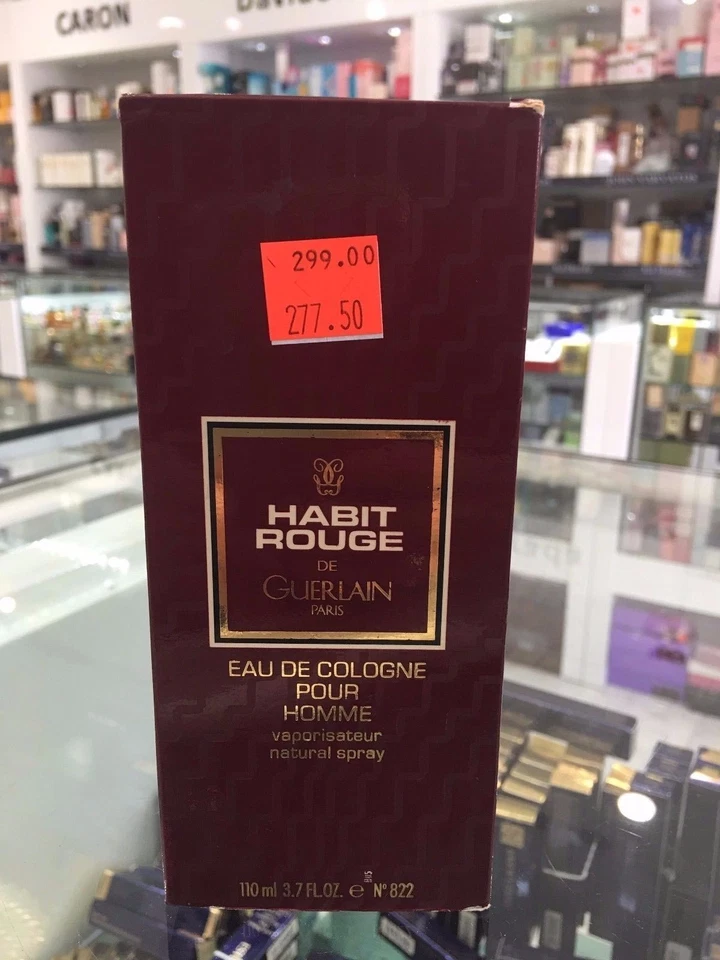 CARON
299.00
277.50
HABIT
ROUGE
DE
GUERLAIN
PARIS
EAU DE COLOGNE
POUR
HOMME
vaporisateur
natural spray
110 ml 3.7 FL.OZ. ℮ BIS N° 822